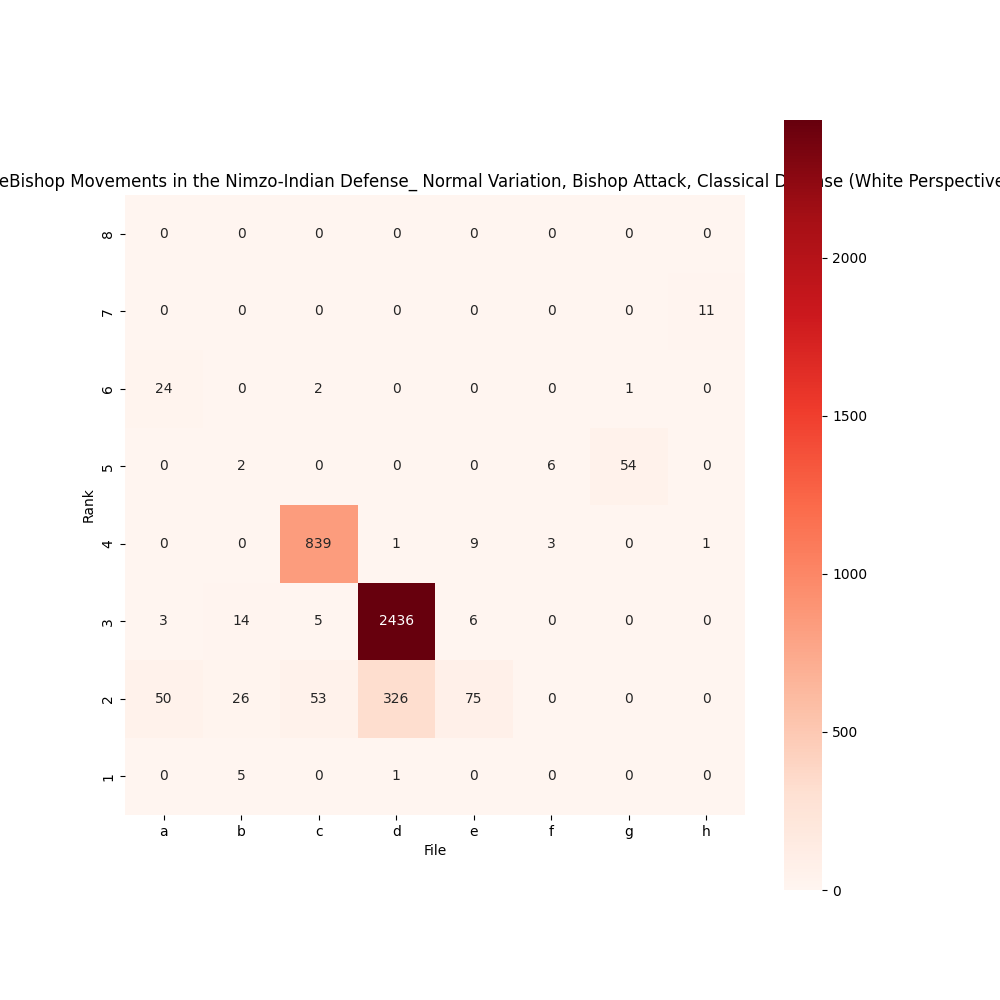 eBishop Movements in the Nimzo-Indian Defense_ Normal Variation, Bishop Attack, Classical D se (White Perspective
8 0 0 0 0 0 0 0 0
7 0 0 0 0 0 0 0 11
6 24 0 2 0 0 0 1 0
5 0 2 0 0 0 6 54 0
4 0 0 839 1 9 3 0 1
3 3 14 5 2436 6 0 0 0
2 50 26 53 326 75 0 0 0
1 0 5 0 1 0 0 0 0
a b c d e f g h
File
Rank
2000
1500
1000
500
0